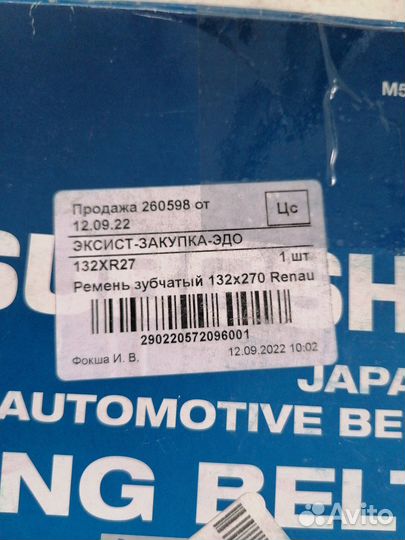 M5
Продажа 260598 от
12.09.22
Цс
ЭКСИСТ-ЗАКУПКА-ЭДО
132XR27 1 шт
Ремень зубчатый 132x270 Renau
290220572096001
Фокша И. В. 12.09.2022 10:02
SU SH
JAPA
AUTOMOTIVE BE
NG BELT
Avito